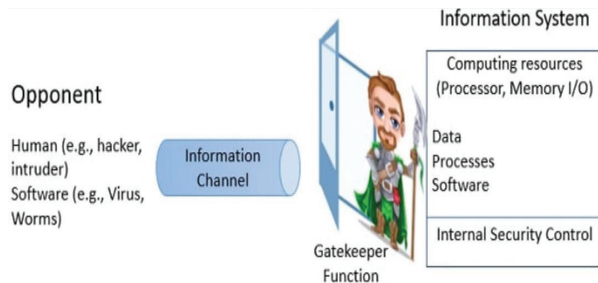 Information System
Computing resources
(Processor, Memory I/O)
Data
Processes
Software
Internal Security Control
Opponent
Human (e.g., hacker,
intruder)
Software (e.g., Virus,
Worms)
Information
Channel
Gatekeeper
Function